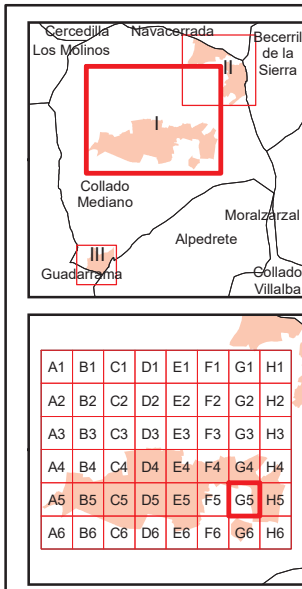 Cercedilla Navacerrada Becerril
Los Molinos de la
II Sierra
I
Collado
Mediano
Moralzarzal
III Alpedrete
Guadarrama Collado
Villalba
A1 B1 C1 D1 E1 F1 G1 H1
A2 B2 C2 D2 E2 F2 G2 H2
A3 B3 C3 D3 E3 F3 G3 H3
A4 B4 C4 D4 E4 F4 G4 H4
A5 B5 C5 D5 E5 F5 G5 H5
A6 B6 C6 D6 E6 F6 G6 H6